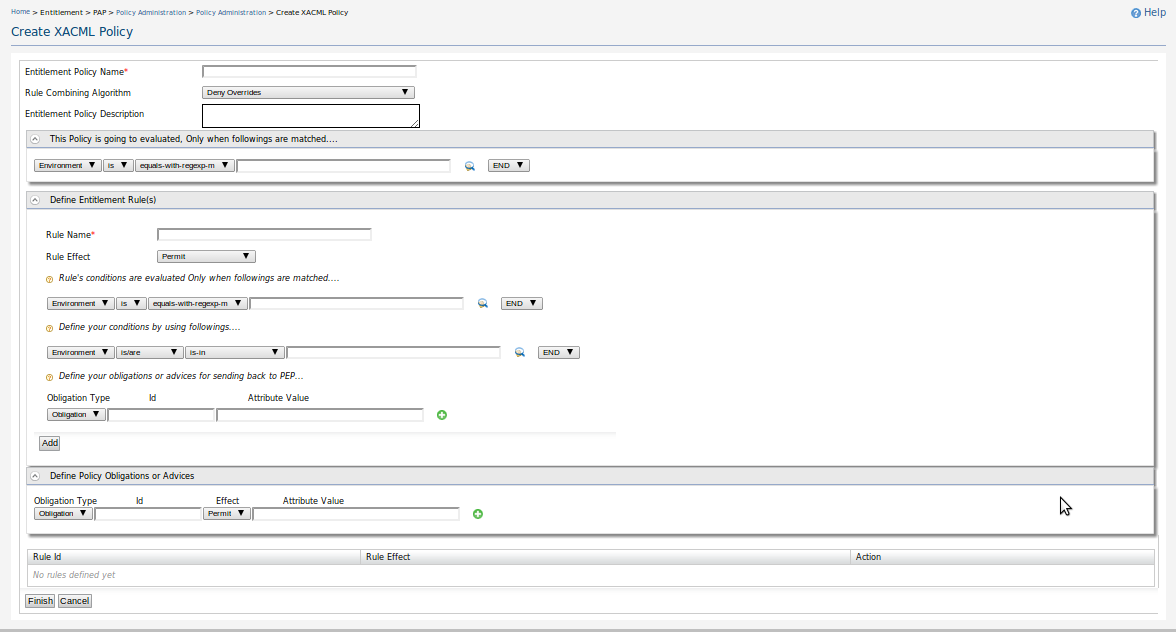 Home > Entitlement > PAP > Policy Administration > Policy Administration > Create XACML Policy
Help
Create XACML Policy
Entitlement Policy Name*
Rule Combining Algorithm Deny Overrides
Entitlement Policy Description
This Policy is going to evaluated, Only when followings are matched....
Environment is equals-with-regexp-m END
Define Entitlement Rule(s)
Rule Name*
Rule Effect Permit
Rule's conditions are evaluated Only when followings are matched....
Environment is equals-with-regexp-m END
Define your conditions by using followings....
Environment is/are is-in END
Define your obligations or advices for sending back to PEP...
Obligation Type Id Attribute Value
Obligation
Add
Define Policy Obligations or Advices
Obligation Type Id Effect Attribute Value
Obligation Permit
Rule Id Rule Effect Action
No rules defined yet
Finish Cancel